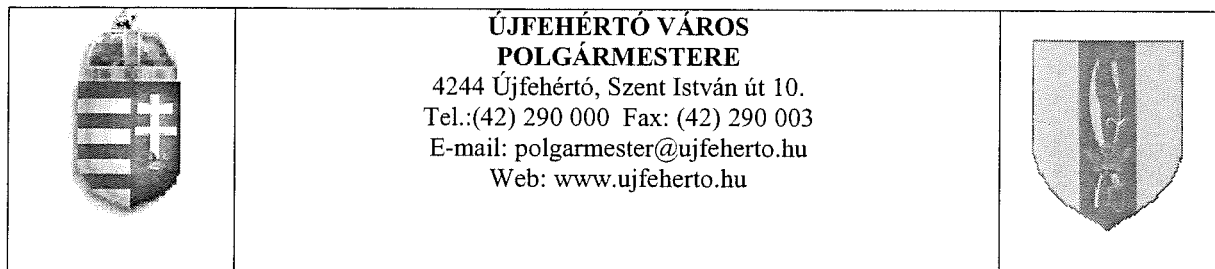 ÚJFEHÉRTÓ VÁROS
POLGÁRMESTERE
4244 Újfehértó, Szent István út 10.
Tel.:(42) 290 000 Fax: (42) 290 003
E-mail: polgarmester@ujfeherto.hu
Web: www.ujfeherto.hu